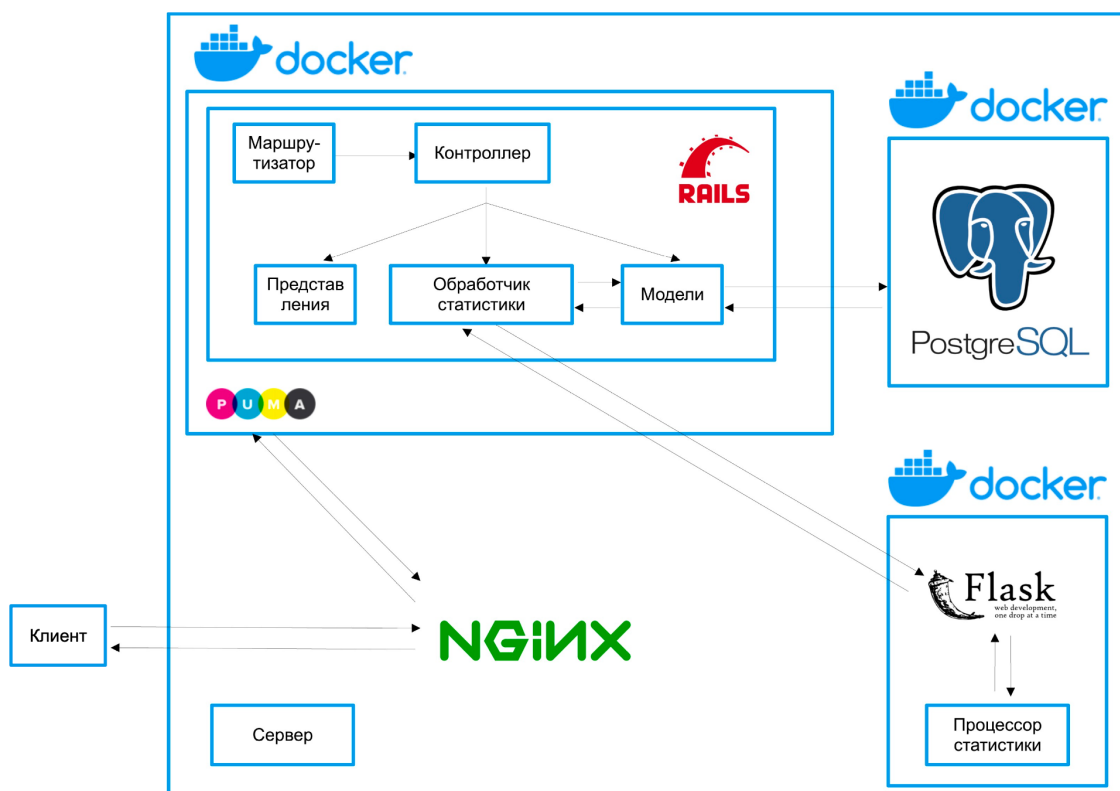 docker
docker
Маршру-
тизатор
Контроллер
RAILS
Представ
ления
Обработчик
статистики
Модели
PostgreSQL
PUMA
docker
Flask
web development,
one drop at a time
Клиент
NGiNX
Сервер
Процессор
статистики